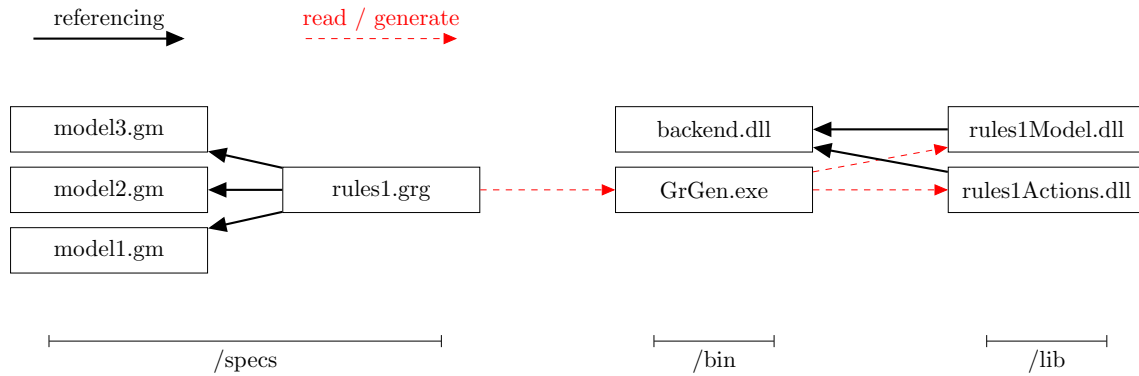 referencing
read / generate
model3.gm
backend.dll
rules1Model.dll
model2.gm
rules1.grg
GrGen.exe
rules1Actions.dll
model1.gm
/specs
/bin
/lib